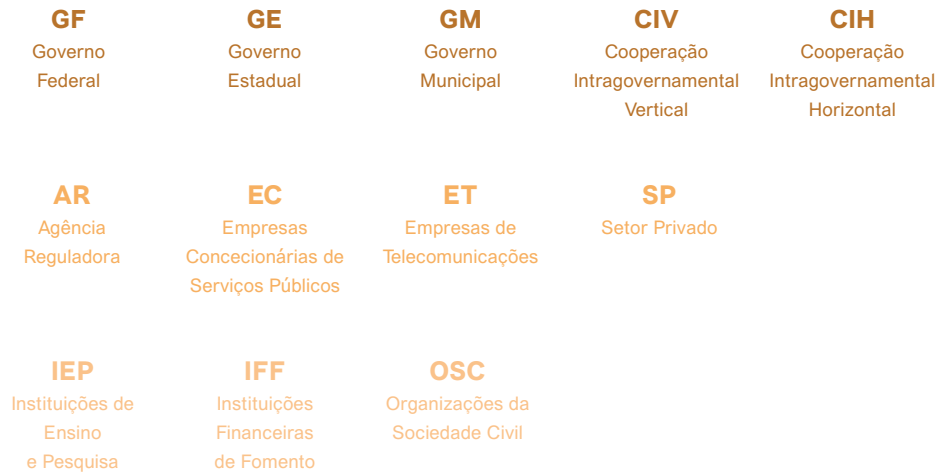 GF
Governo
Federal
GE
Governo
Estadual
GM
Governo
Municipal
CIV
Cooperação
Intragovernamental
Vertical
CIH
Cooperação
Intragovernamental
Horizontal
AR
Agência
Reguladora
EC
Empresas
Concecionárias de
Serviços Públicos
ET
Empresas de
Telecomunicações
SP
Setor Privado
IEP
Instituições de
Ensino
e Pesquisa
IFF
Instituições
Financeiras
de Fomento
OSC
Organizações da
Sociedade Civil